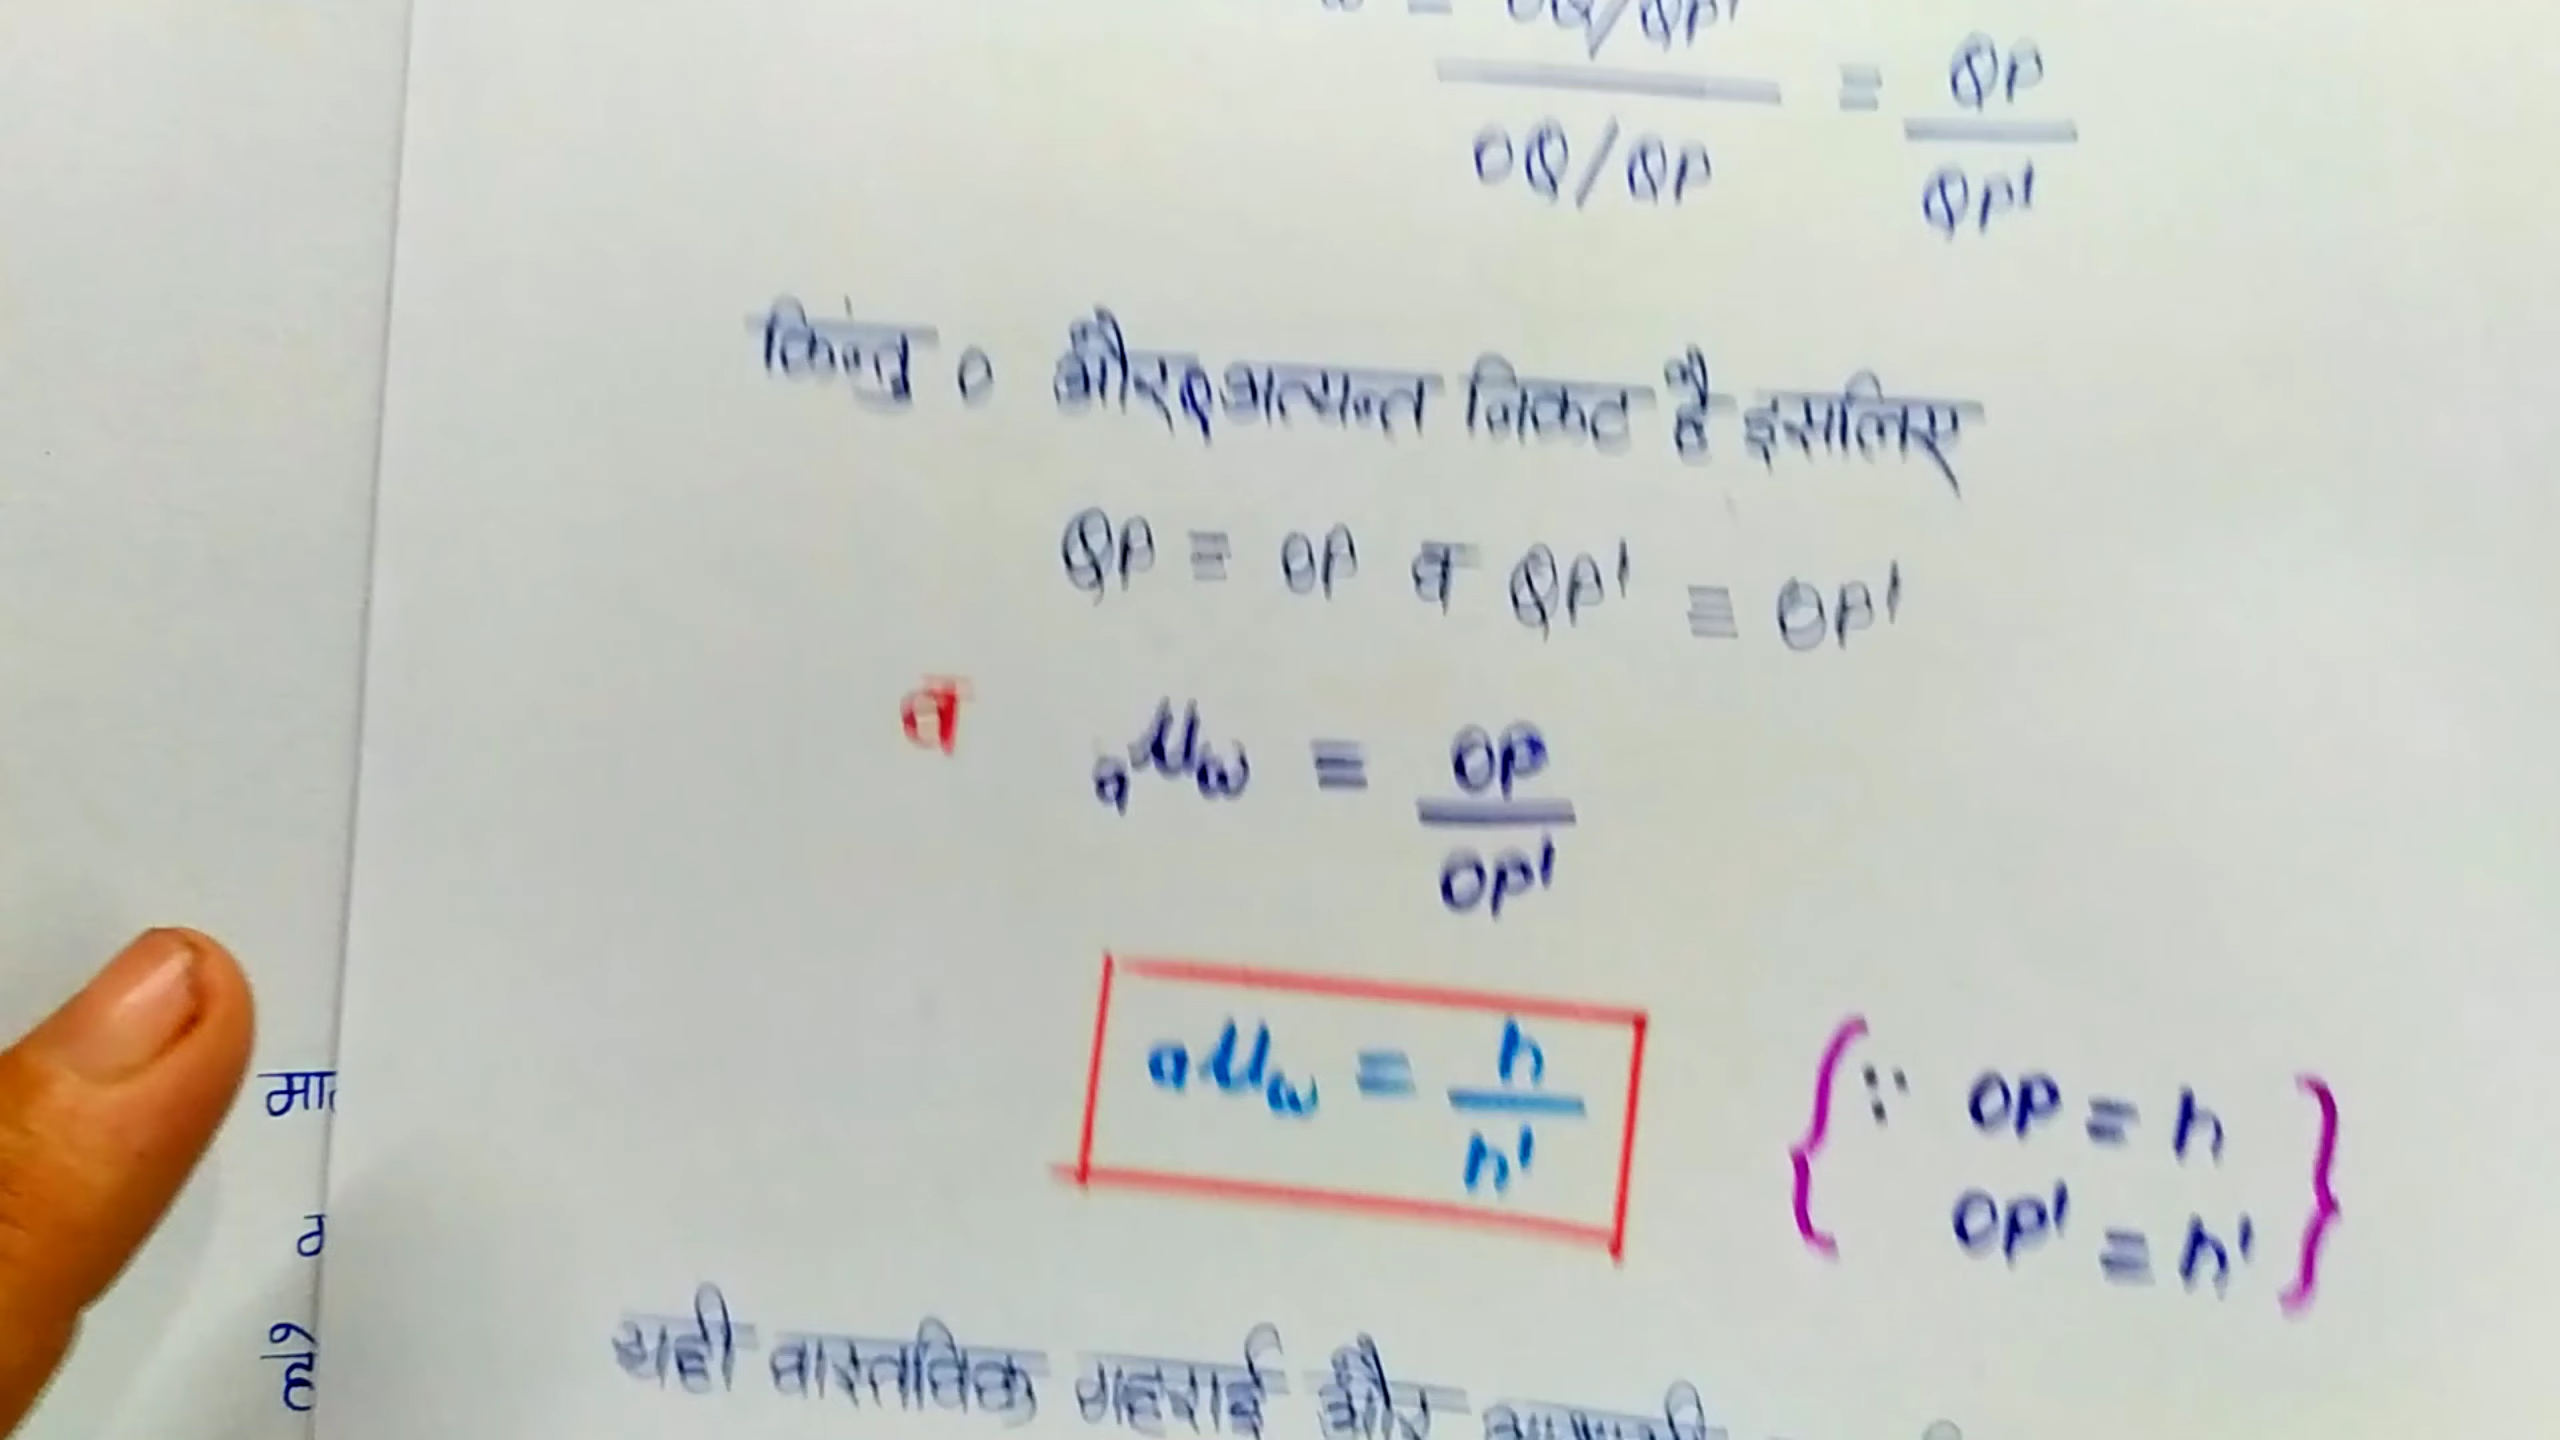 OQ/QP'
OQ/QP = QP/QP'
किन्तु O और Q अत्यन्त निकट है इसलिए
QP = OP व QP' = OP'
व aμw = OP/OP'
aμw = h/h' { ∵ OP = h
OP' = h' }
यही वास्तविक गहराई और
मा